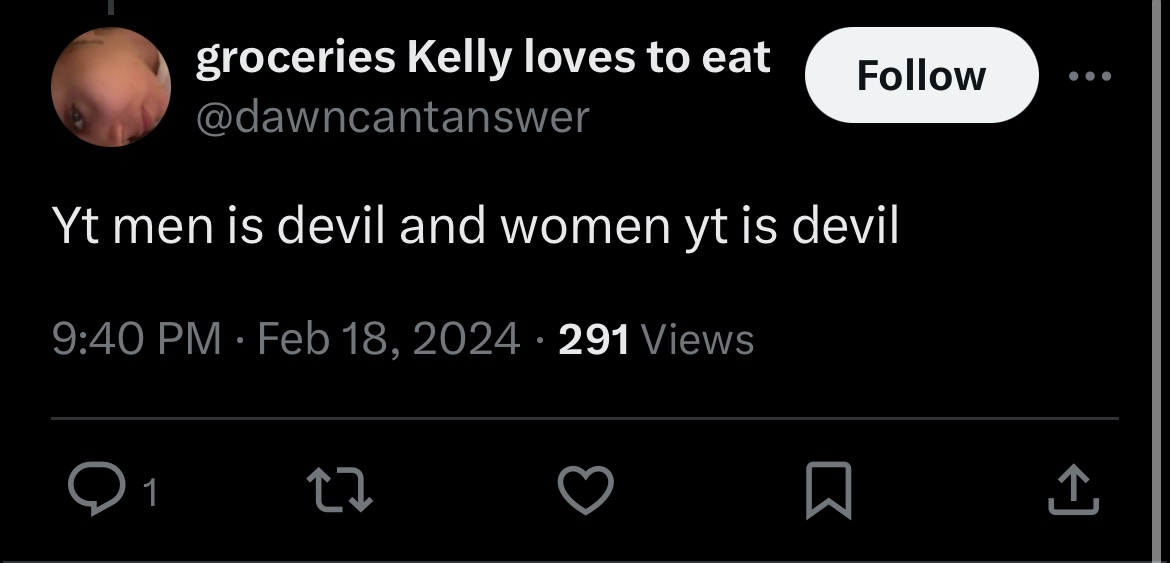 groceries Kelly loves to eat
Follow
@dawncantanswer
Yt men is devil and women yt is devil
9:40 PM · Feb 18, 2024 · 291 Views
1